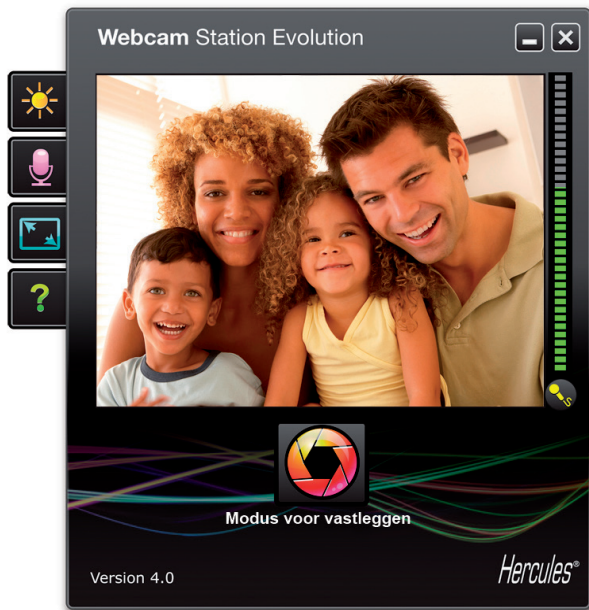 Webcam Station Evolution
?
S
Modus voor vastleggen
Version 4.0
Hercules®